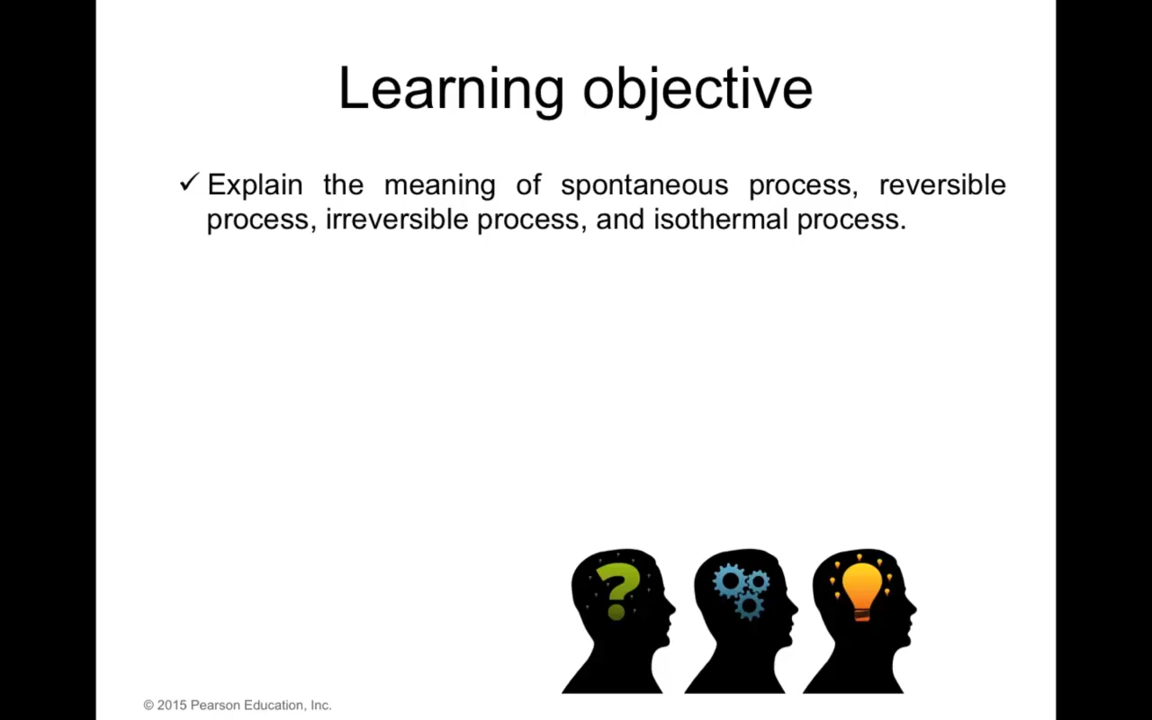 Learning objective
✓ Explain the meaning of spontaneous process, reversible
process, irreversible process, and isothermal process.
© 2015 Pearson Education, Inc.